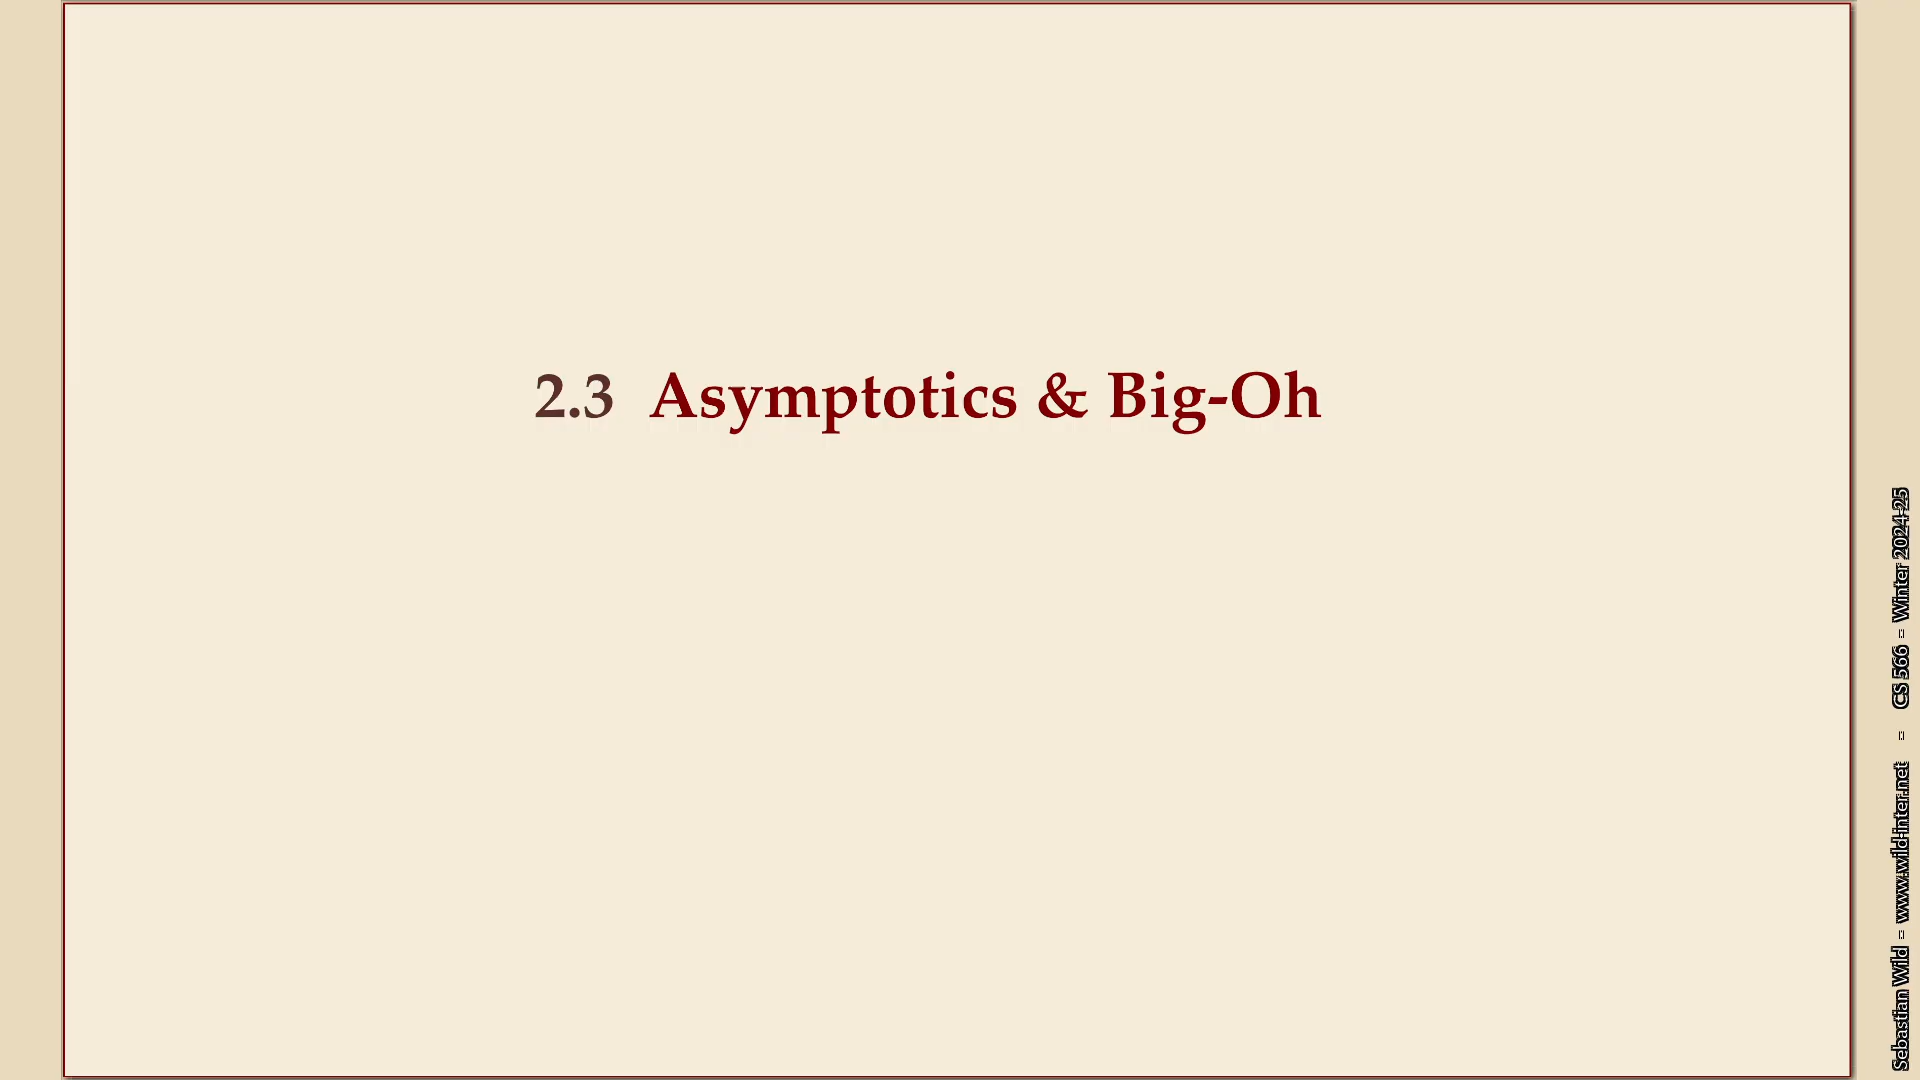 2.3 Asymptotics & Big-Oh
Sebastian Wild – www.wild-inter.net – CS 566 – Winter 2024-25